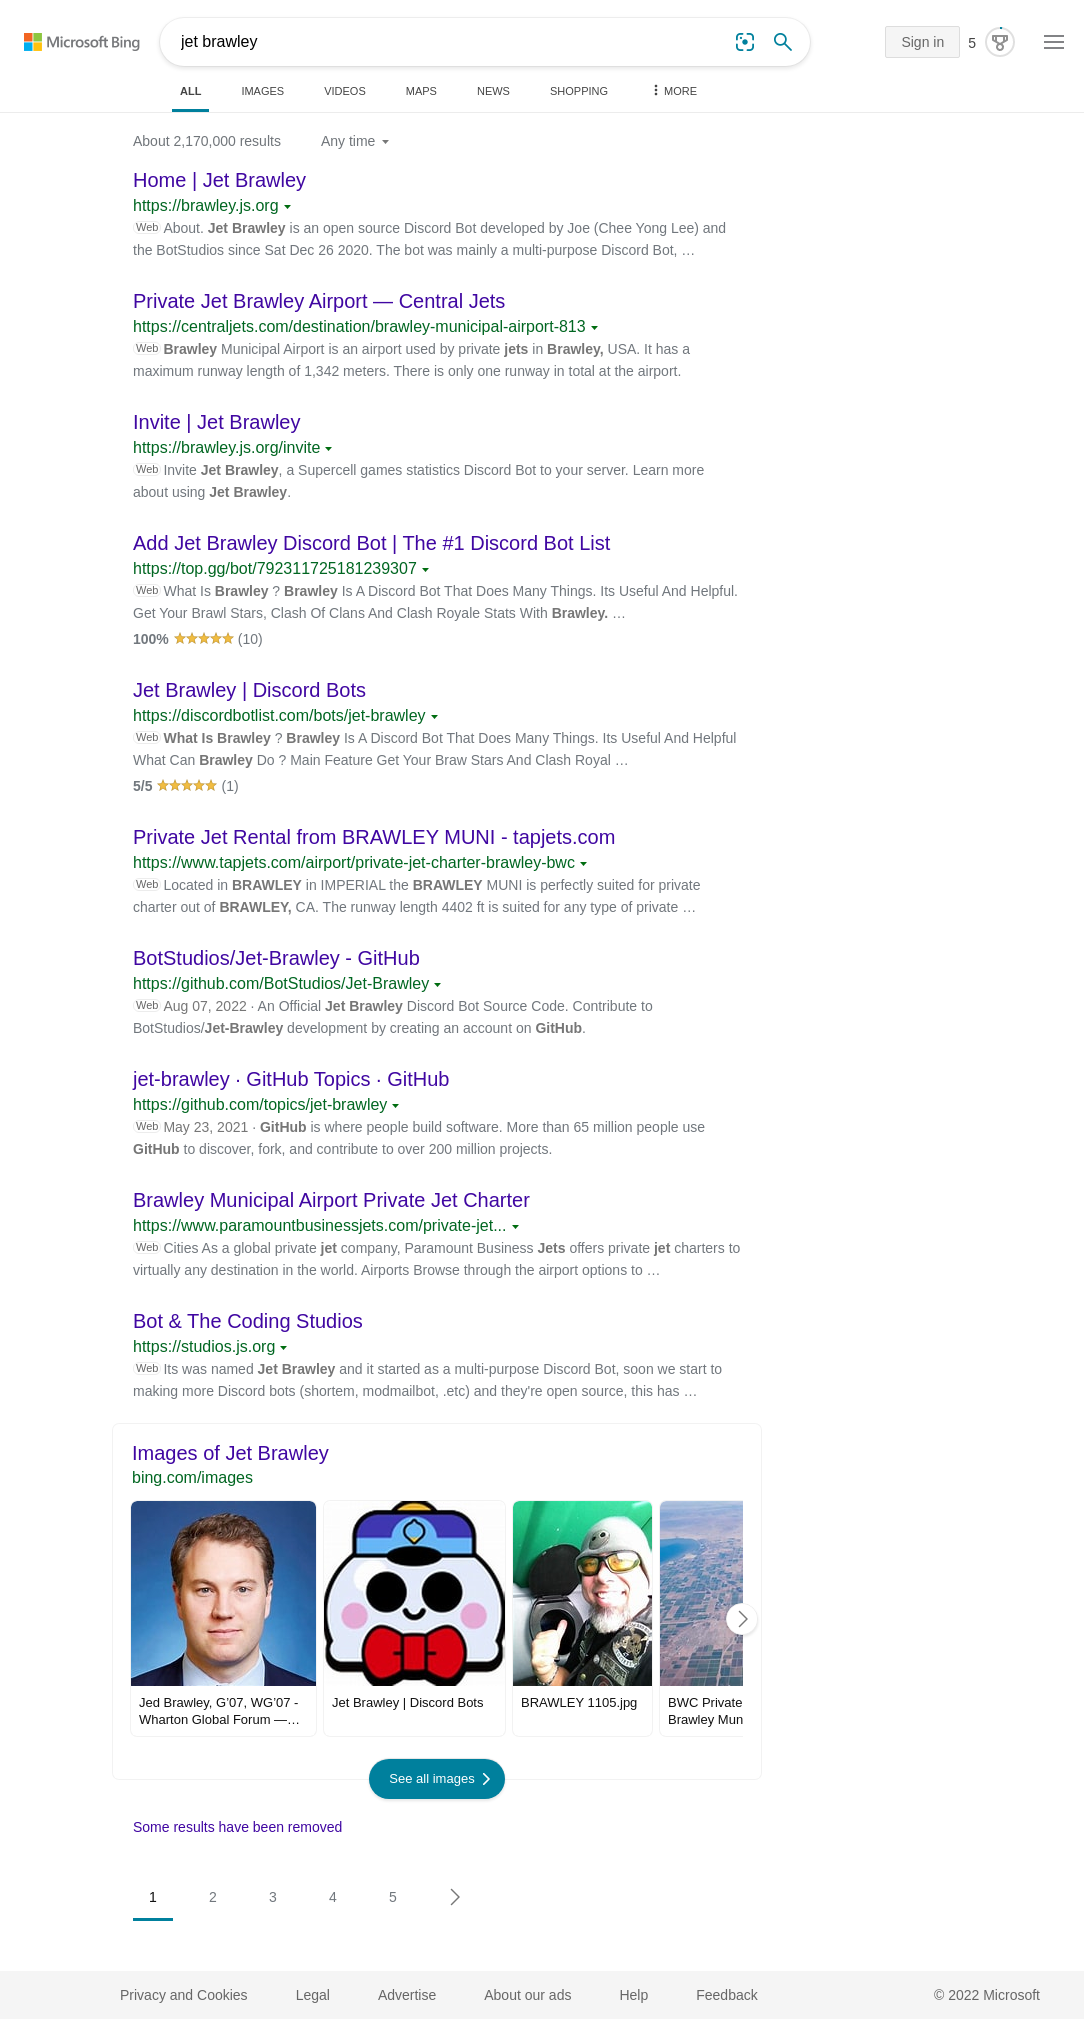 Microsoft Bing
jet brawley
Sign in
5
ALL
IMAGES
VIDEOS
MAPS
NEWS
SHOPPING
MORE
About 2,170,000 results
Any time
Home | Jet Brawley
https://brawley.js.org
Web About. Jet Brawley is an open source Discord Bot developed by Joe (Chee Yong Lee) and
the BotStudios since Sat Dec 26 2020. The bot was mainly a multi-purpose Discord Bot, …
Private Jet Brawley Airport — Central Jets
https://centraljets.com/destination/brawley-municipal-airport-813
Web Brawley Municipal Airport is an airport used by private jets in Brawley, USA. It has a
maximum runway length of 1,342 meters. There is only one runway in total at the airport.
Invite | Jet Brawley
https://brawley.js.org/invite
Web Invite Jet Brawley, a Supercell games statistics Discord Bot to your server. Learn more
about using Jet Brawley.
Add Jet Brawley Discord Bot | The #1 Discord Bot List
https://top.gg/bot/792311725181239307
Web What Is Brawley ? Brawley Is A Discord Bot That Does Many Things. Its Useful And Helpful.
Get Your Brawl Stars, Clash Of Clans And Clash Royale Stats With Brawley. …
100% (10)
Jet Brawley | Discord Bots
https://discordbotlist.com/bots/jet-brawley
Web What Is Brawley ? Brawley Is A Discord Bot That Does Many Things. Its Useful And Helpful
What Can Brawley Do ? Main Feature Get Your Braw Stars And Clash Royal …
5/5 (1)
Private Jet Rental from BRAWLEY MUNI - tapjets.com
https://www.tapjets.com/airport/private-jet-charter-brawley-bwc
Web Located in BRAWLEY in IMPERIAL the BRAWLEY MUNI is perfectly suited for private
charter out of BRAWLEY, CA. The runway length 4402 ft is suited for any type of private …
BotStudios/Jet-Brawley - GitHub
https://github.com/BotStudios/Jet-Brawley
Web Aug 07, 2022 · An Official Jet Brawley Discord Bot Source Code. Contribute to
BotStudios/Jet-Brawley development by creating an account on GitHub.
jet-brawley · GitHub Topics · GitHub
https://github.com/topics/jet-brawley
Web May 23, 2021 · GitHub is where people build software. More than 65 million people use
GitHub to discover, fork, and contribute to over 200 million projects.
Brawley Municipal Airport Private Jet Charter
https://www.paramountbusinessjets.com/private-jet...
Web Cities As a global private jet company, Paramount Business Jets offers private jet charters to
virtually any destination in the world. Airports Browse through the airport options to …
Bot & The Coding Studios
https://studios.js.org
Web Its was named Jet Brawley and it started as a multi-purpose Discord Bot, soon we start to
making more Discord bots (shortem, modmailbot, .etc) and they're open source, this has …
Images of Jet Brawley
bing.com/images
Jed Brawley, G'07, WG'07 -
Wharton Global Forum —…
Jet Brawley | Discord Bots
BRAWLEY 1105.jpg
BWC Private
Brawley Mun
See all images
Some results have been removed
1
2
3
4
5
Privacy and Cookies
Legal
Advertise
About our ads
Help
Feedback
© 2022 Microsoft